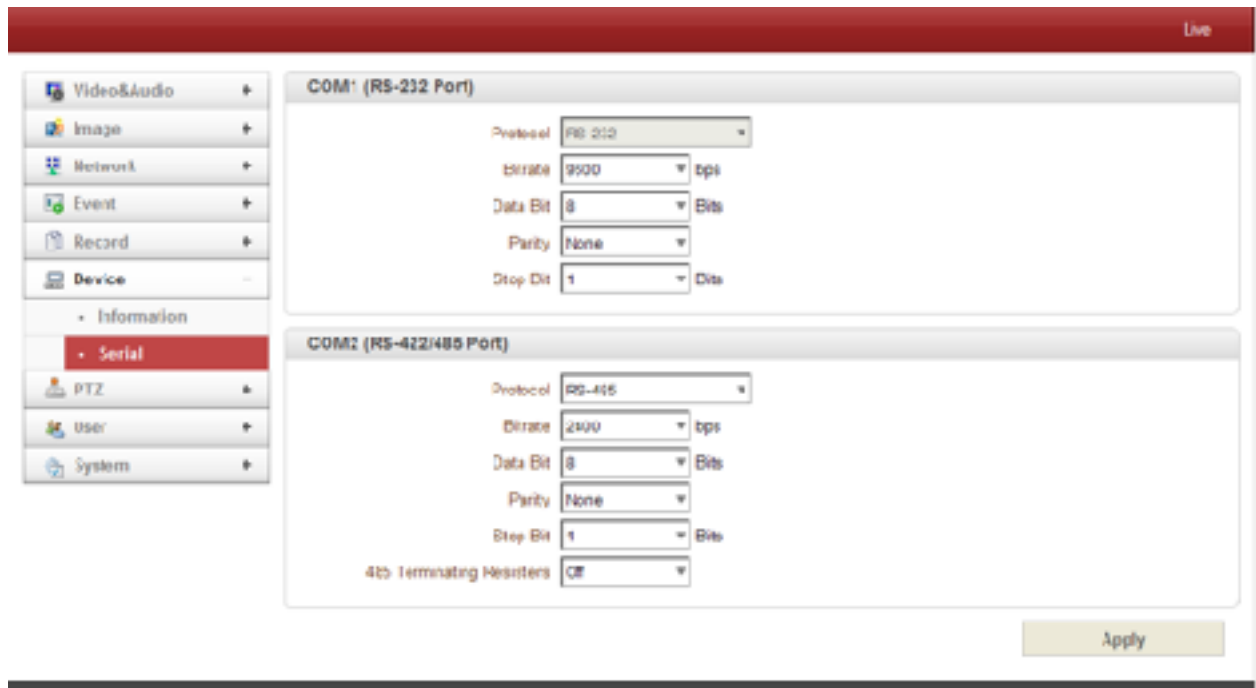 Live
Video&Audio
Image
Network
Event
Record
Device
Information
Serial
PTZ
User
System
COM1 (RS-232 Port)
Protocol RS-232
Bitrate 9600 bps
Data Bit 8 Bits
Parity None
Stop Bit 1 Bits
COM2 (RS-422/485 Port)
Protocol RS-485
Bitrate 2400 bps
Data Bit 8 Bits
Parity None
Stop Bit 1 Bits
485 Terminating Resisters Off
Apply